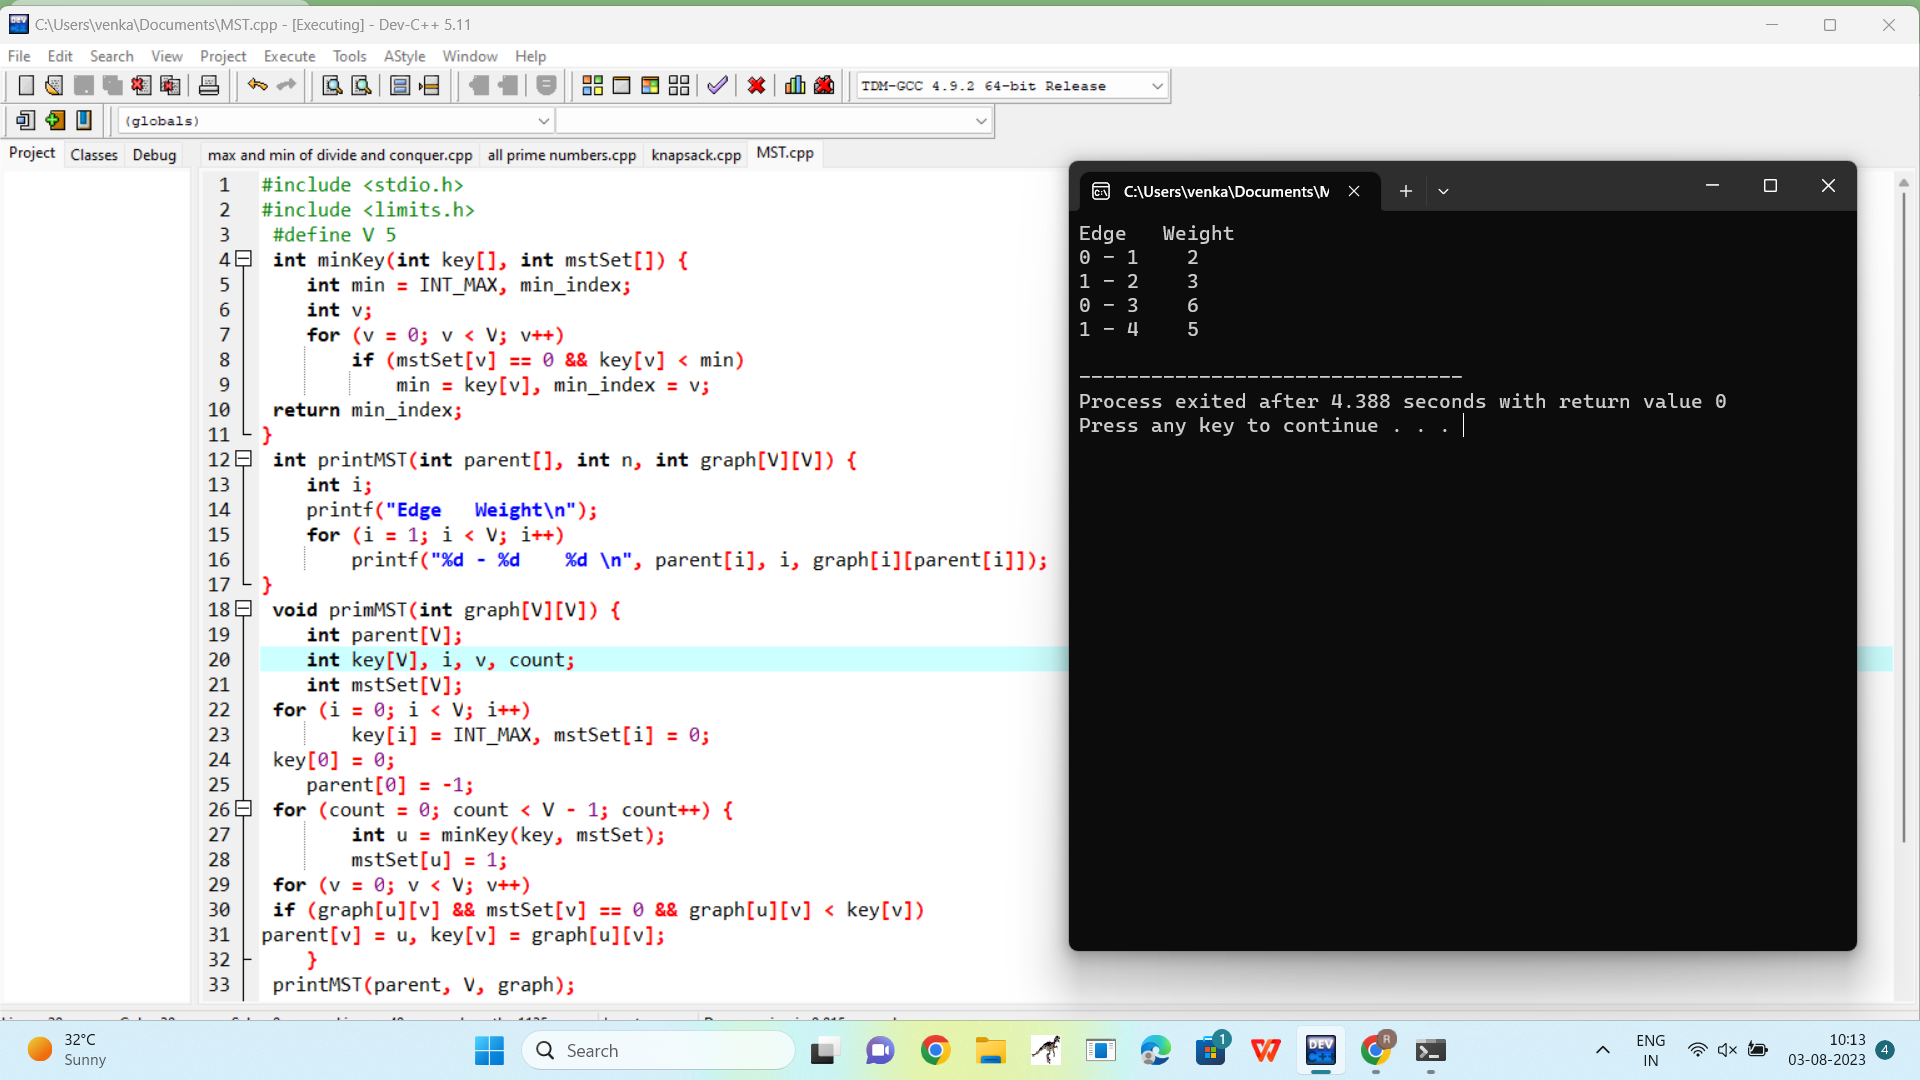 C:\Users\venka\Documents\MST.cpp - [Executing] - Dev-C++ 5.11
File Edit Search View Project Execute Tools AStyle Window Help
TDM-GCC 4.9.2 64-bit Release
(globals)
Project Classes Debug
max and min of divide and conquer.cpp all prime numbers.cpp knapsack.cpp MST.cpp
1 #include <stdio.h>
2 #include <limits.h>
3 #define V 5
4 int minKey(int key[], int mstSet[]) {
5 int min = INT_MAX, min_index;
6 int v;
7 for (v = 0; v < V; v++)
8 if (mstSet[v] == 0 && key[v] < min)
9 min = key[v], min_index = v;
10 return min_index;
11 }
12 int printMST(int parent[], int n, int graph[V][V]) {
13 int i;
14 printf("Edge   Weight\n");
15 for (i = 1; i < V; i++)
16 printf("%d - %d    %d \n", parent[i], i, graph[i][parent[i]]);
17 }
18 void primMST(int graph[V][V]) {
19 int parent[V];
20 int key[V], i, v, count;
21 int mstSet[V];
22 for (i = 0; i < V; i++)
23 key[i] = INT_MAX, mstSet[i] = 0;
24 key[0] = 0;
25 parent[0] = -1;
26 for (count = 0; count < V - 1; count++) {
27 int u = minKey(key, mstSet);
28 mstSet[u] = 1;
29 for (v = 0; v < V; v++)
30 if (graph[u][v] && mstSet[v] == 0 && graph[u][v] < key[v])
31 parent[v] = u, key[v] = graph[u][v];
32 }
33 printMST(parent, V, graph);
C:\Users\venka\Documents\M
Edge   Weight
0 - 1    2
1 - 2    3
0 - 3    6
1 - 4    5
--------------------------------
Process exited after 4.388 seconds with return value 0
Press any key to continue . . .
32°C
Sunny
Search
1
DEV
R
ENG
IN
10:13
03-08-2023
4